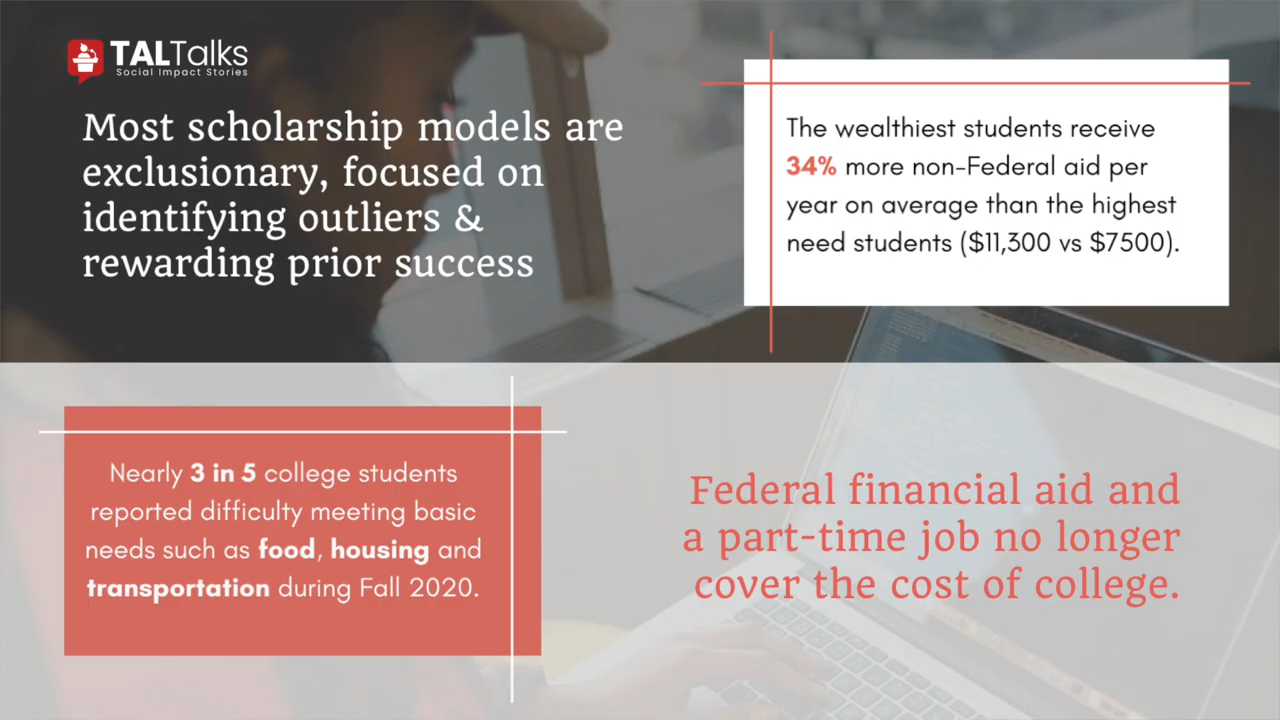 TALTalks
Social Impact Stories
Most scholarship models are
exclusionary, focused on
identifying outliers &
rewarding prior success
The wealthiest students receive
34% more non-Federal aid per
year on average than the highest
need students ($11,300 vs $7500).
Nearly 3 in 5 college students
reported difficulty meeting basic
needs such as food, housing and
transportation during Fall 2020.
Federal financial aid and
a part-time job no longer
cover the cost of college.